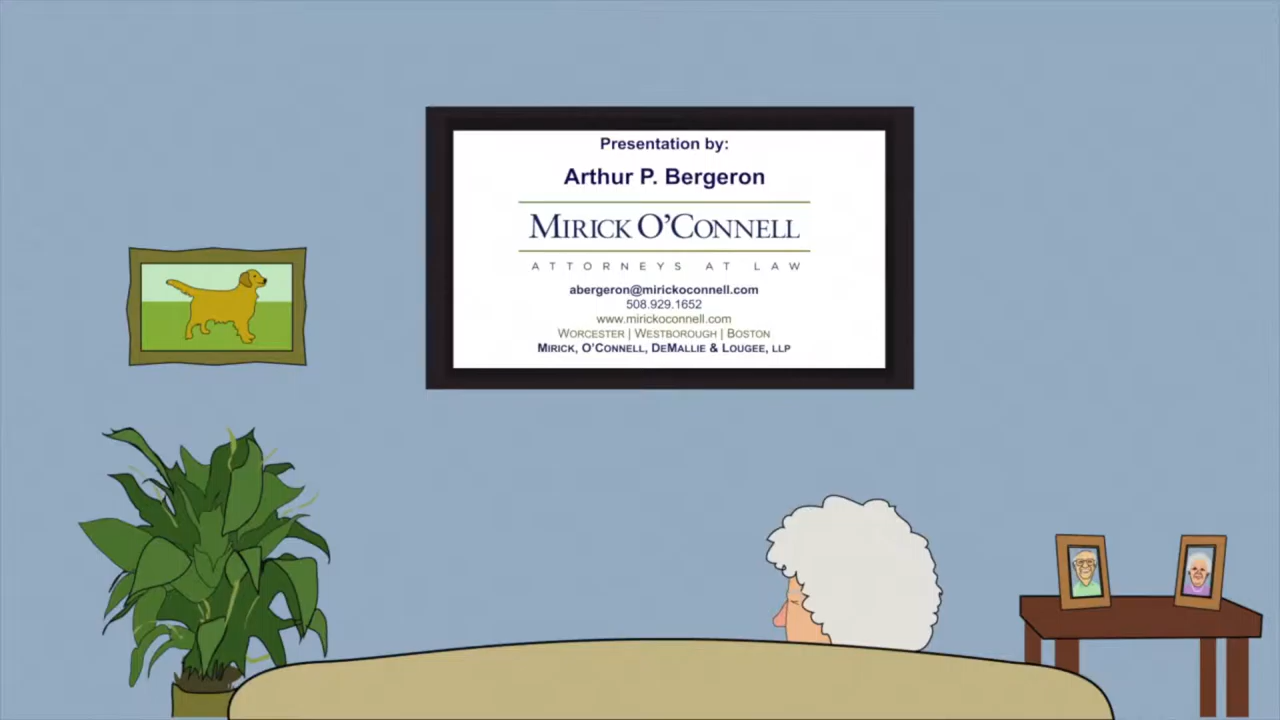 Presentation by:
Arthur P. Bergeron
MIRICK O'CONNELL
ATTORNEYS AT LAW
abergeron@mirickoconnell.com
508.929.1652
www.mirickoconnell.com
WORCESTER | WESTBOROUGH | BOSTON
MIRICK, O'CONNELL, DEMALLIE & LOUGEE, LLP